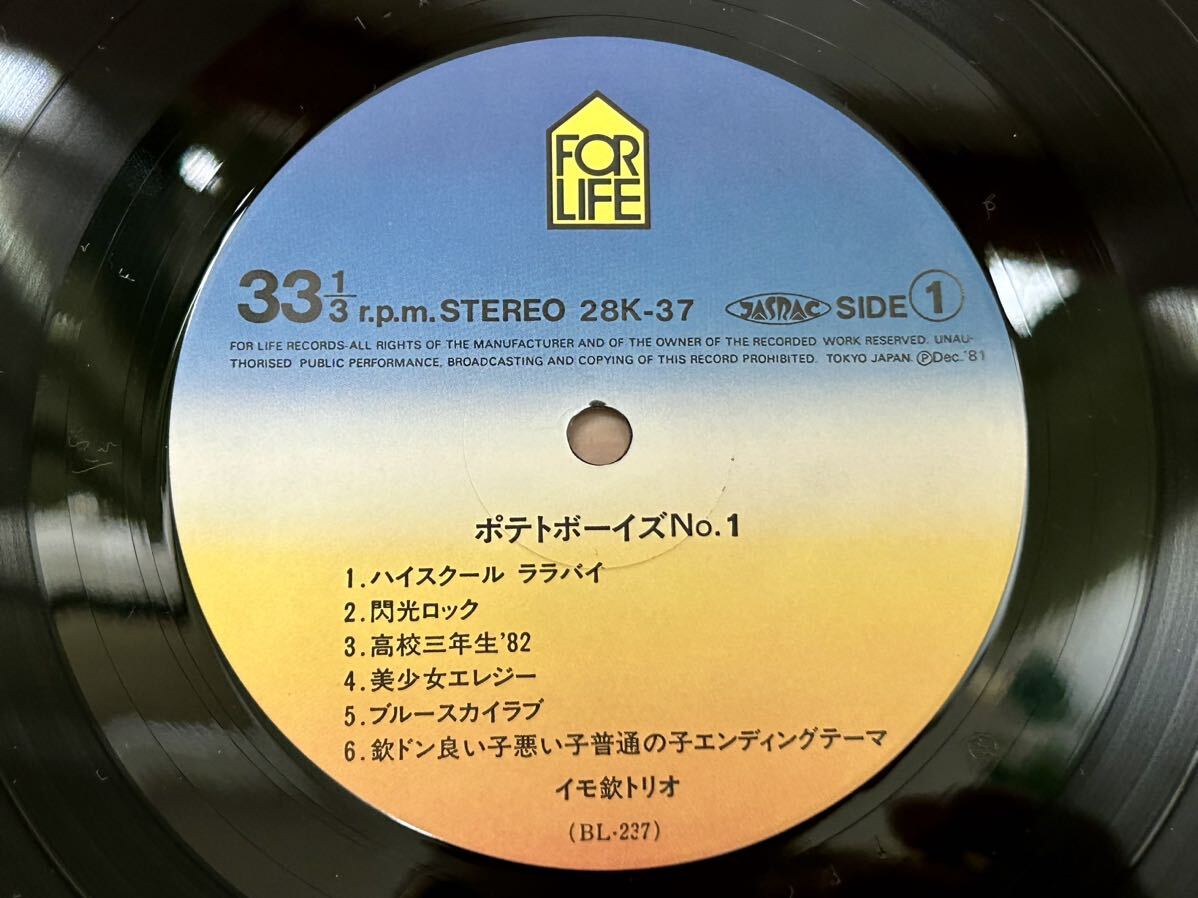 FOR
LIFE
33 1/3 r.p.m. STEREO 28K-37 JASRAC SIDE 1
FOR LIFE RECORDS-ALL RIGHTS OF THE MANUFACTURER AND OF THE OWNER OF THE RECORDED WORK RESERVED. UNAU-
THORISED PUBLIC PERFORMANCE, BROADCASTING AND COPYING OF THIS RECORD PROHIBITED. TOKYO JAPAN. ⓅDec.'81
ポテトボーイズNo.1
1.ハイスクール ララバイ
2.閃光ロック
3.高校三年生'82
4.美少女エレジー
5.ブルースカイラブ
6.欽ドン良い子悪い子普通の子エンディングテーマ
イモ欽トリオ
(BL-237)